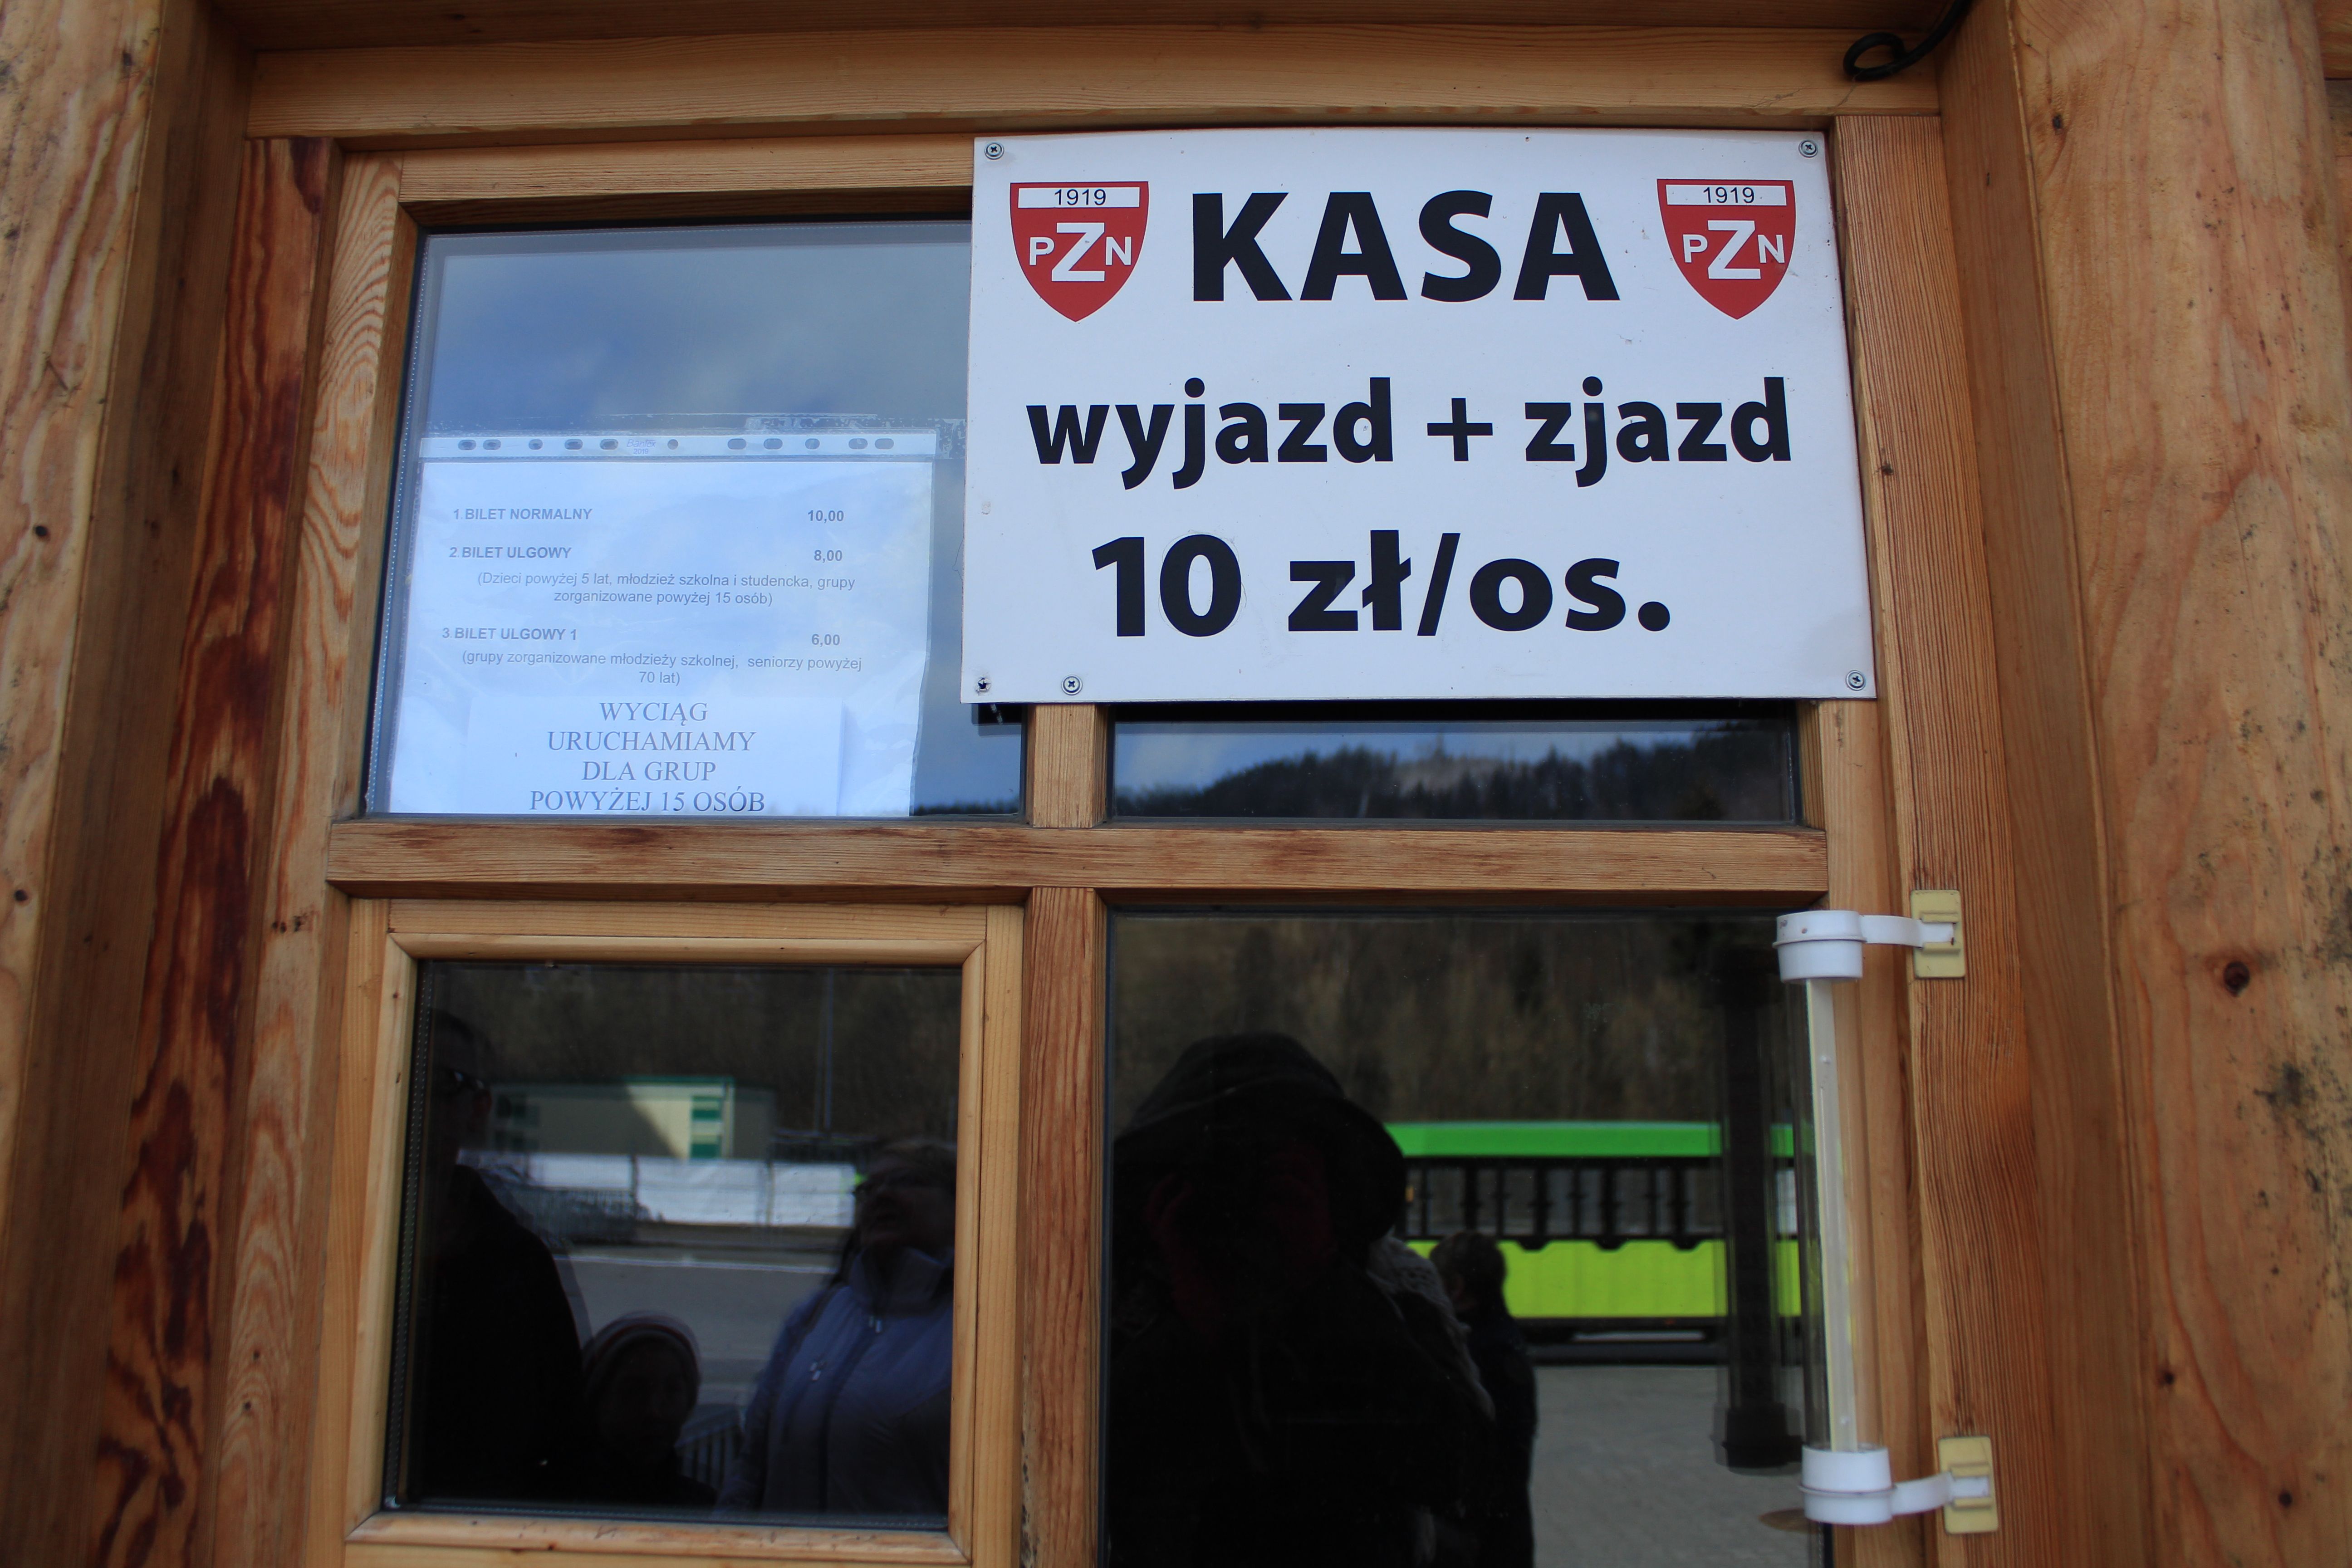 1919
PZN
KASA
1919
PZN
wyjazd + zjazd
10 zł/os.
1 BILET NORMALNY 10,00
2 BILET ULGOWY 8,00
(Dzieci powyżej 5 lat, młodzież szkolna i studencka, grupy
zorganizowane powyżej 15 osób)
3 BILET ULGOWY 1 6,00
(grupy zorganizowane młodzieży szkolnej, seniorzy powyżej
70 lat)
WYCIĄG
URUCHAMIAMY
DLA GRUP
POWYŻEJ 15 OSÓB